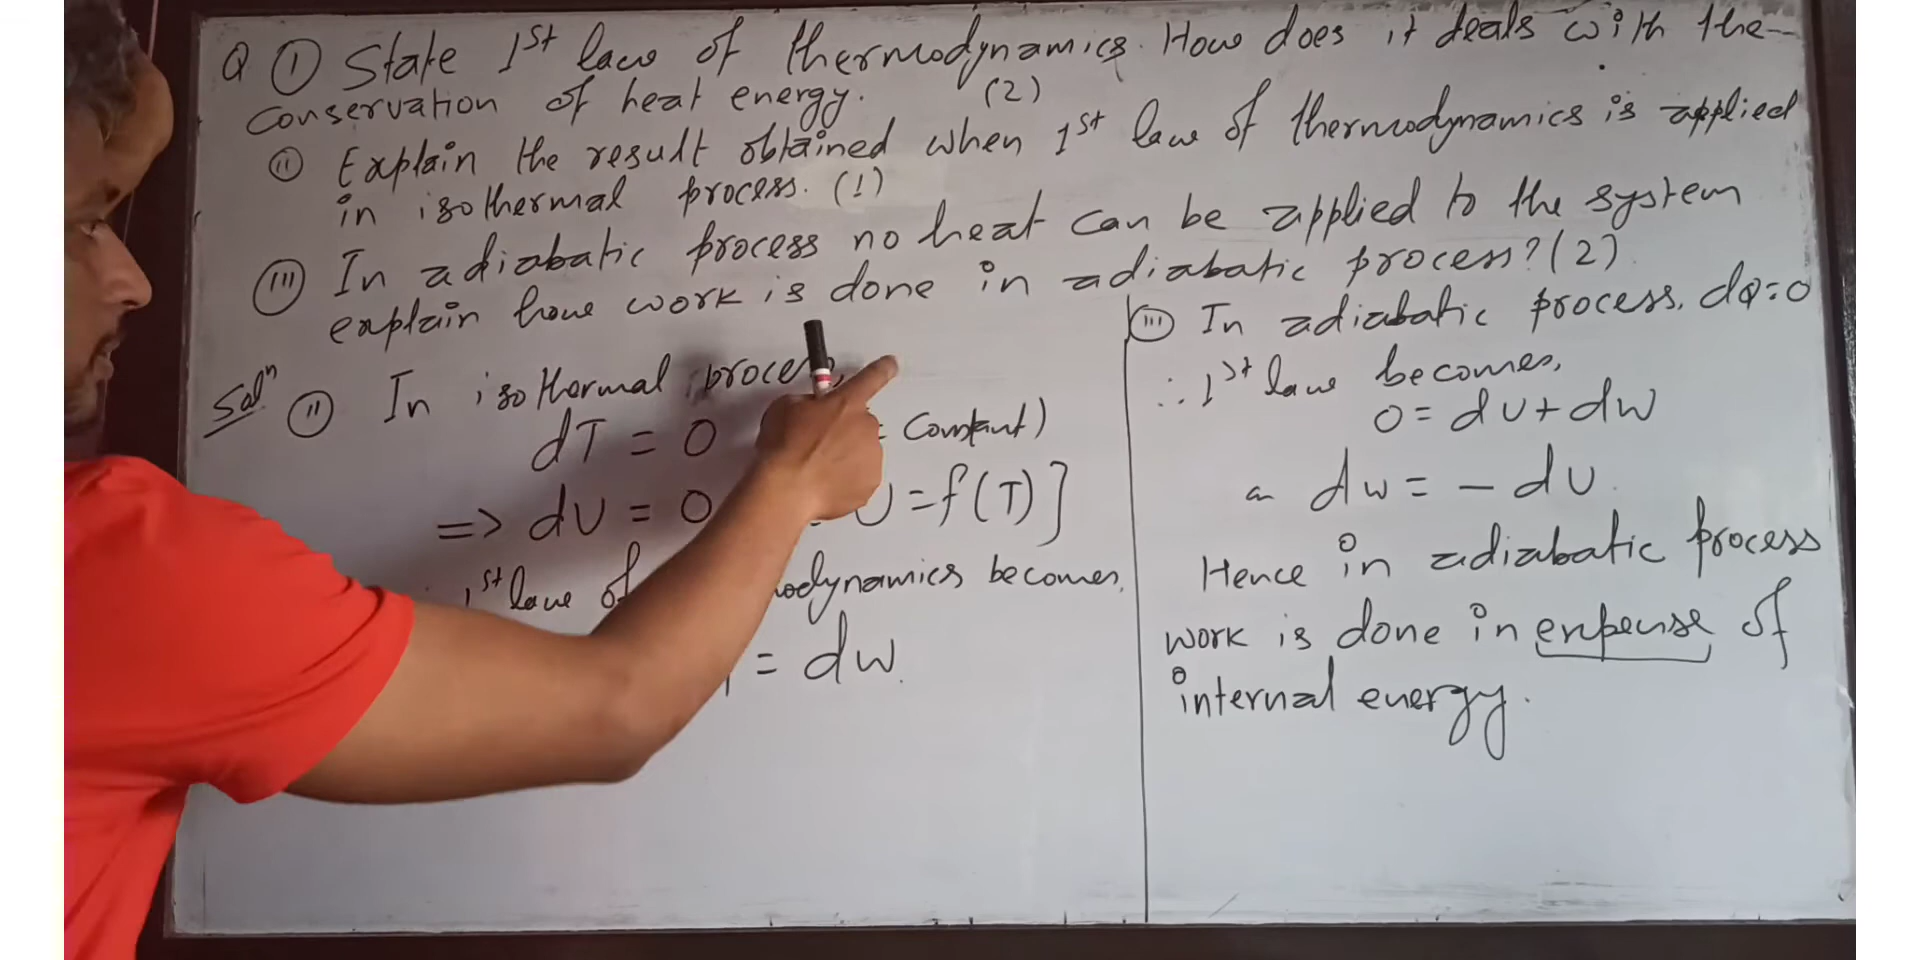 Q (i) State 1st law of thermodynamics. How does it deals with the
conservation of heat energy. (2)
(ii) Explain the result obtained when 1st law of thermodynamics is applied
in isothermal process. (1)
(iii) In adiabatic process no heat can be applied to the system
explain how work is done in adiabatic process? (2)
Solⁿ (ii) In isothermal process,
dT = 0 = constant)
=> dU = 0 U = f(T)]
1st law of odynamics becomes,
= dw.
(iii) In adiabatic process, dQ = 0
∴ 1st law becomes,
0 = dU + dW
or dw = - dU.
Hence in adiabatic process
work is done in expense of
internal energy.